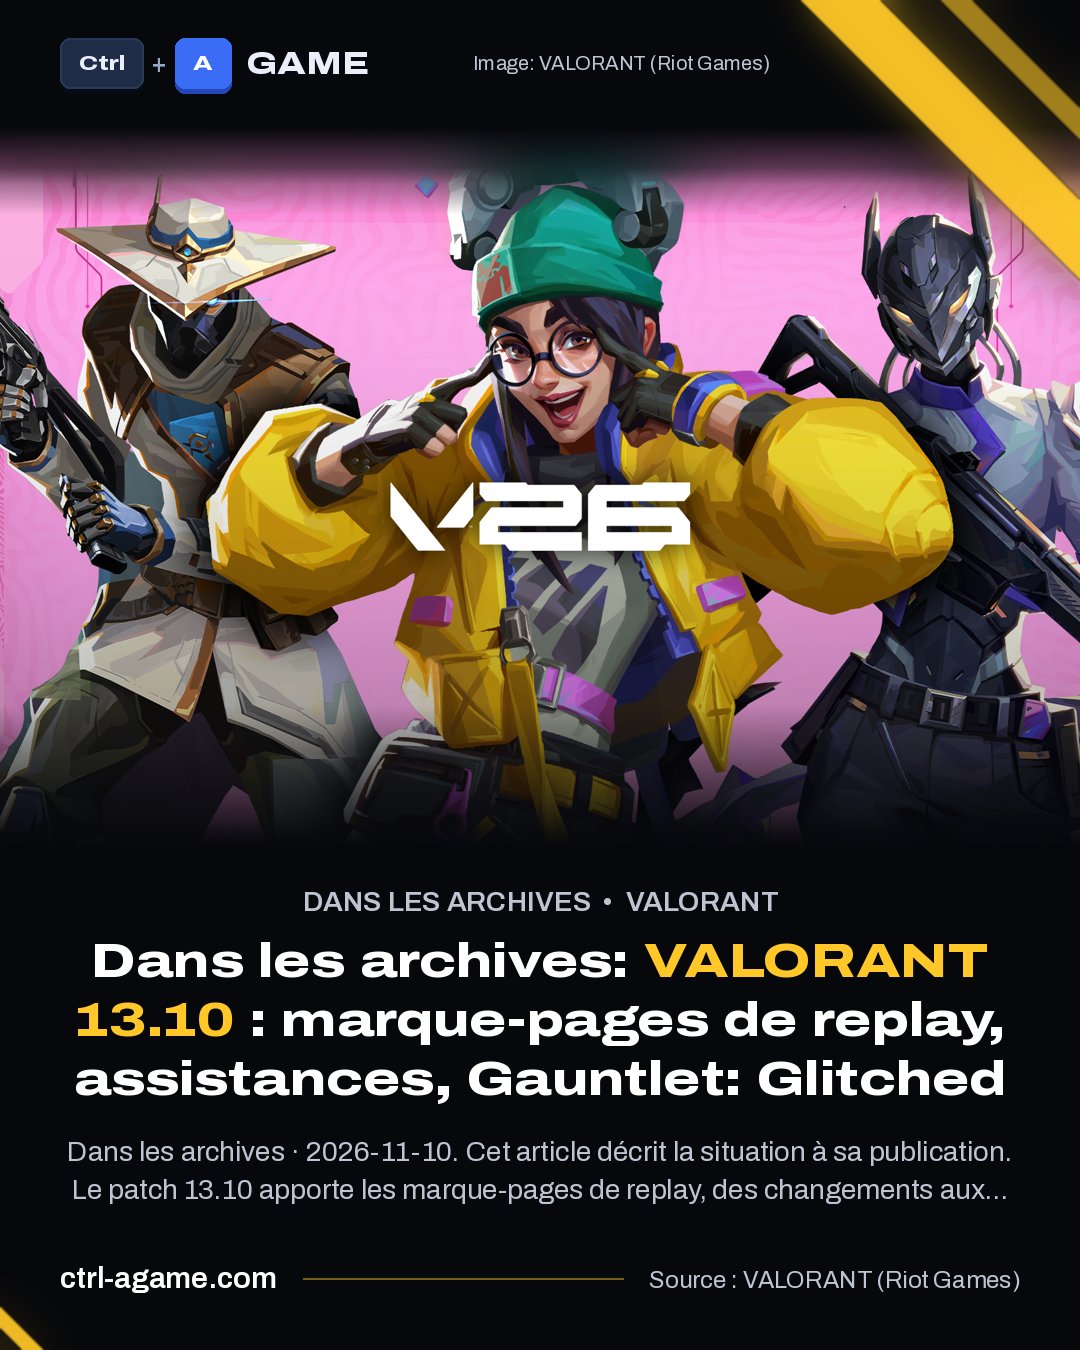 Ctrl + A GAME
Image: VALORANT (Riot Games)
V26
DANS LES ARCHIVES • VALORANT
Dans les archives: VALORANT
13.10 : marque-pages de replay,
assistances, Gauntlet: Glitched
Dans les archives · 2026-11-10. Cet article décrit la situation à sa publication.
Le patch 13.10 apporte les marque-pages de replay, des changements aux...
ctrl-agame.com
Source : VALORANT (Riot Games)